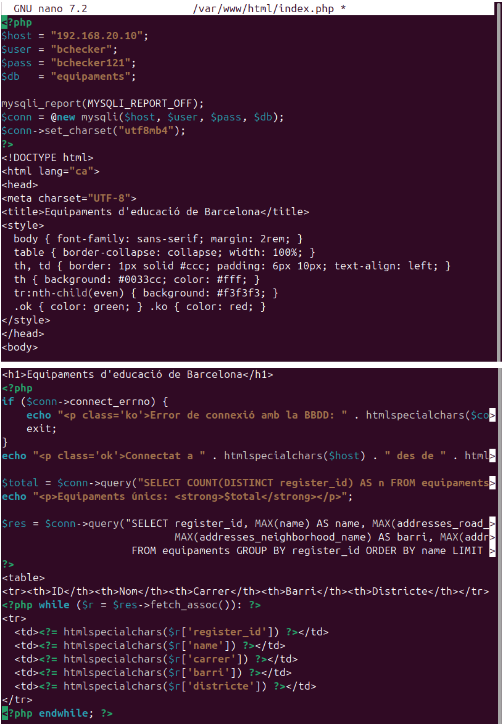 GNU nano 7.2 /var/www/html/index.php *
<?php
$host = "192.168.20.10";
$user = "bchecker";
$pass = "bchecker121";
$db   = "equipaments";

mysqli_report(MYSQLI_REPORT_OFF);
$conn = @new mysqli($host, $user, $pass, $db);
$conn->set_charset("utf8mb4");
?>
<!DOCTYPE html>
<html lang="ca">
<head>
<meta charset="UTF-8">
<title>Equipaments d'educació de Barcelona</title>
<style>
  body { font-family: sans-serif; margin: 2rem; }
  table { border-collapse: collapse; width: 100%; }
  th, td { border: 1px solid #ccc; padding: 6px 10px; text-align: left; }
  th { background: #0033cc; color: #fff; }
  tr:nth-child(even) { background: #f3f3f3; }
  .ok { color: green; } .ko { color: red; }
</style>
</head>
<body>

<h1>Equipaments d'educació de Barcelona</h1>
<?php
if ($conn->connect_errno) {
    echo "<p class='ko'>Error de connexió amb la BBDD: " . htmlspecialchars($co>
    exit;
}
echo "<p class='ok'>Connectat a " . htmlspecialchars($host) . " des de " . html>

$total = $conn->query("SELECT COUNT(DISTINCT register_id) AS n FROM equipaments>
echo "<p>Equipaments únics: <strong>$total</strong></p>";

$res = $conn->query("SELECT register_id, MAX(name) AS name, MAX(addresses_road_>
                            MAX(addresses_neighborhood_name) AS barri, MAX(addr>
                     FROM equipaments GROUP BY register_id ORDER BY name LIMIT >
?>
<table>
<tr><th>ID</th><th>Nom</th><th>Carrer</th><th>Barri</th><th>Districte</th></tr>
<?php while ($r = $res->fetch_assoc()): ?>
<tr>
  <td><?= htmlspecialchars($r['register_id']) ?></td>
  <td><?= htmlspecialchars($r['name']) ?></td>
  <td><?= htmlspecialchars($r['carrer']) ?></td>
  <td><?= htmlspecialchars($r['barri']) ?></td>
  <td><?= htmlspecialchars($r['districte']) ?></td>
</tr>
<?php endwhile; ?>